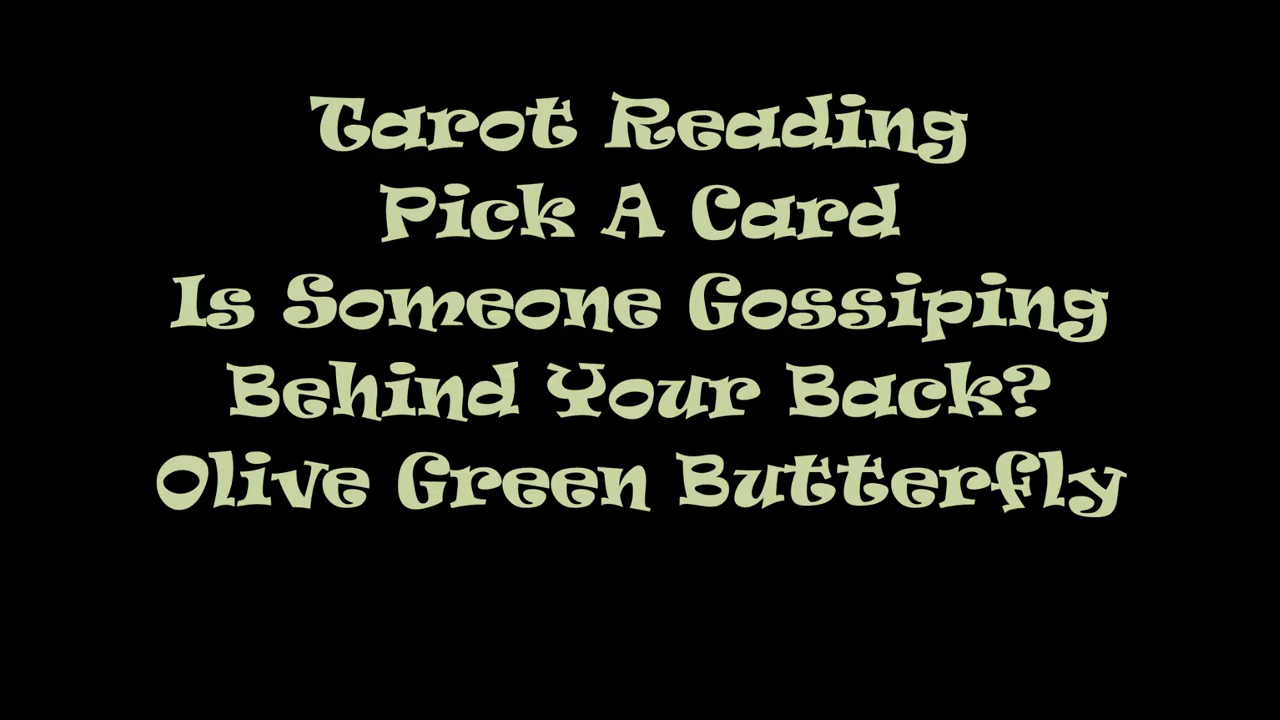 Tarot Reading
Pick A Card
Is Someone Gossiping
Behind Your Back?
Olive Green Butterfly